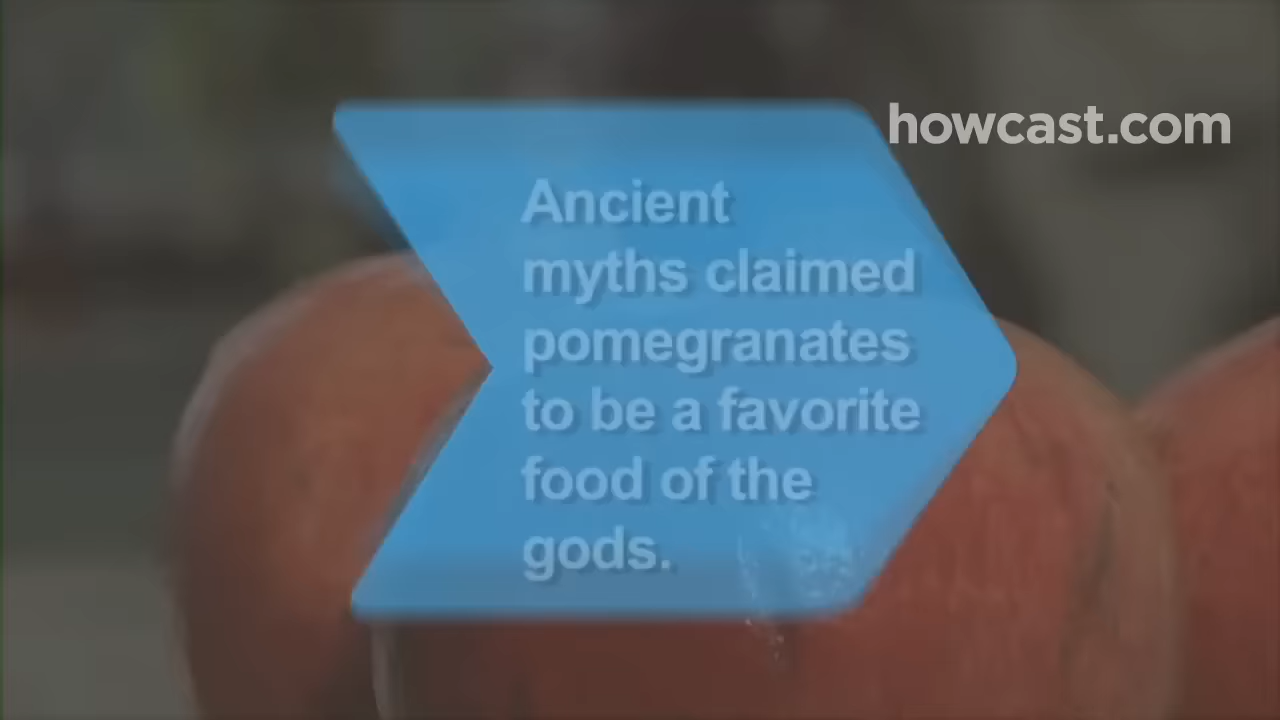 howcast.com
Ancient
myths claimed
pomegranates
to be a favorite
food of the
gods.